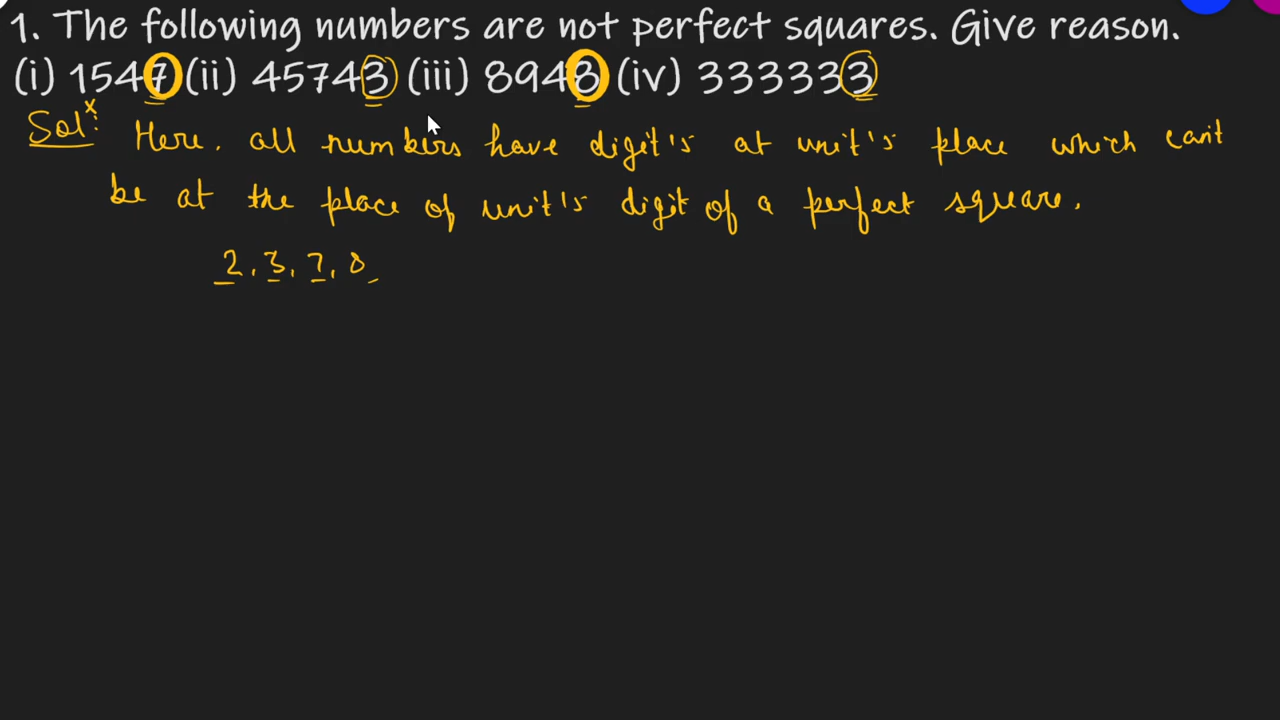 1. The following numbers are not perfect squares. Give reason.
(i) 1547 (ii) 45743 (iii) 8948 (iv) 333333
Solⁿ: Here, all numbers have digit's at unit's place which can't
be at the place of unit's digit of a perfect square.
2, 3, 7, 8